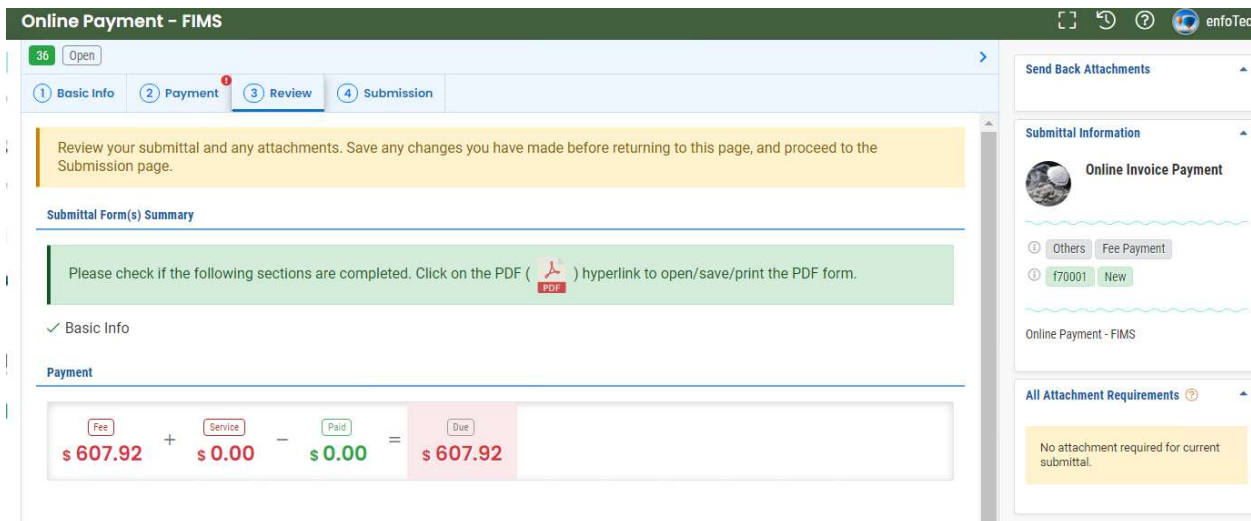 Online Payment - FIMS
enfoTec
36 Open
1 Basic Info 2 Payment ! 3 Review 4 Submission
Review your submittal and any attachments. Save any changes you have made before returning to this page, and proceed to the
Submission page.
Submittal Form(s) Summary
Please check if the following sections are completed. Click on the PDF ( PDF ) hyperlink to open/save/print the PDF form.
Basic Info
Payment
Fee Service Paid Due
$ 607.92 + $ 0.00 − $ 0.00 = $ 607.92
Send Back Attachments
Submittal Information
Online Invoice Payment
Others Fee Payment
f70001 New
Online Payment - FIMS
All Attachment Requirements ?
No attachment required for current
submittal.